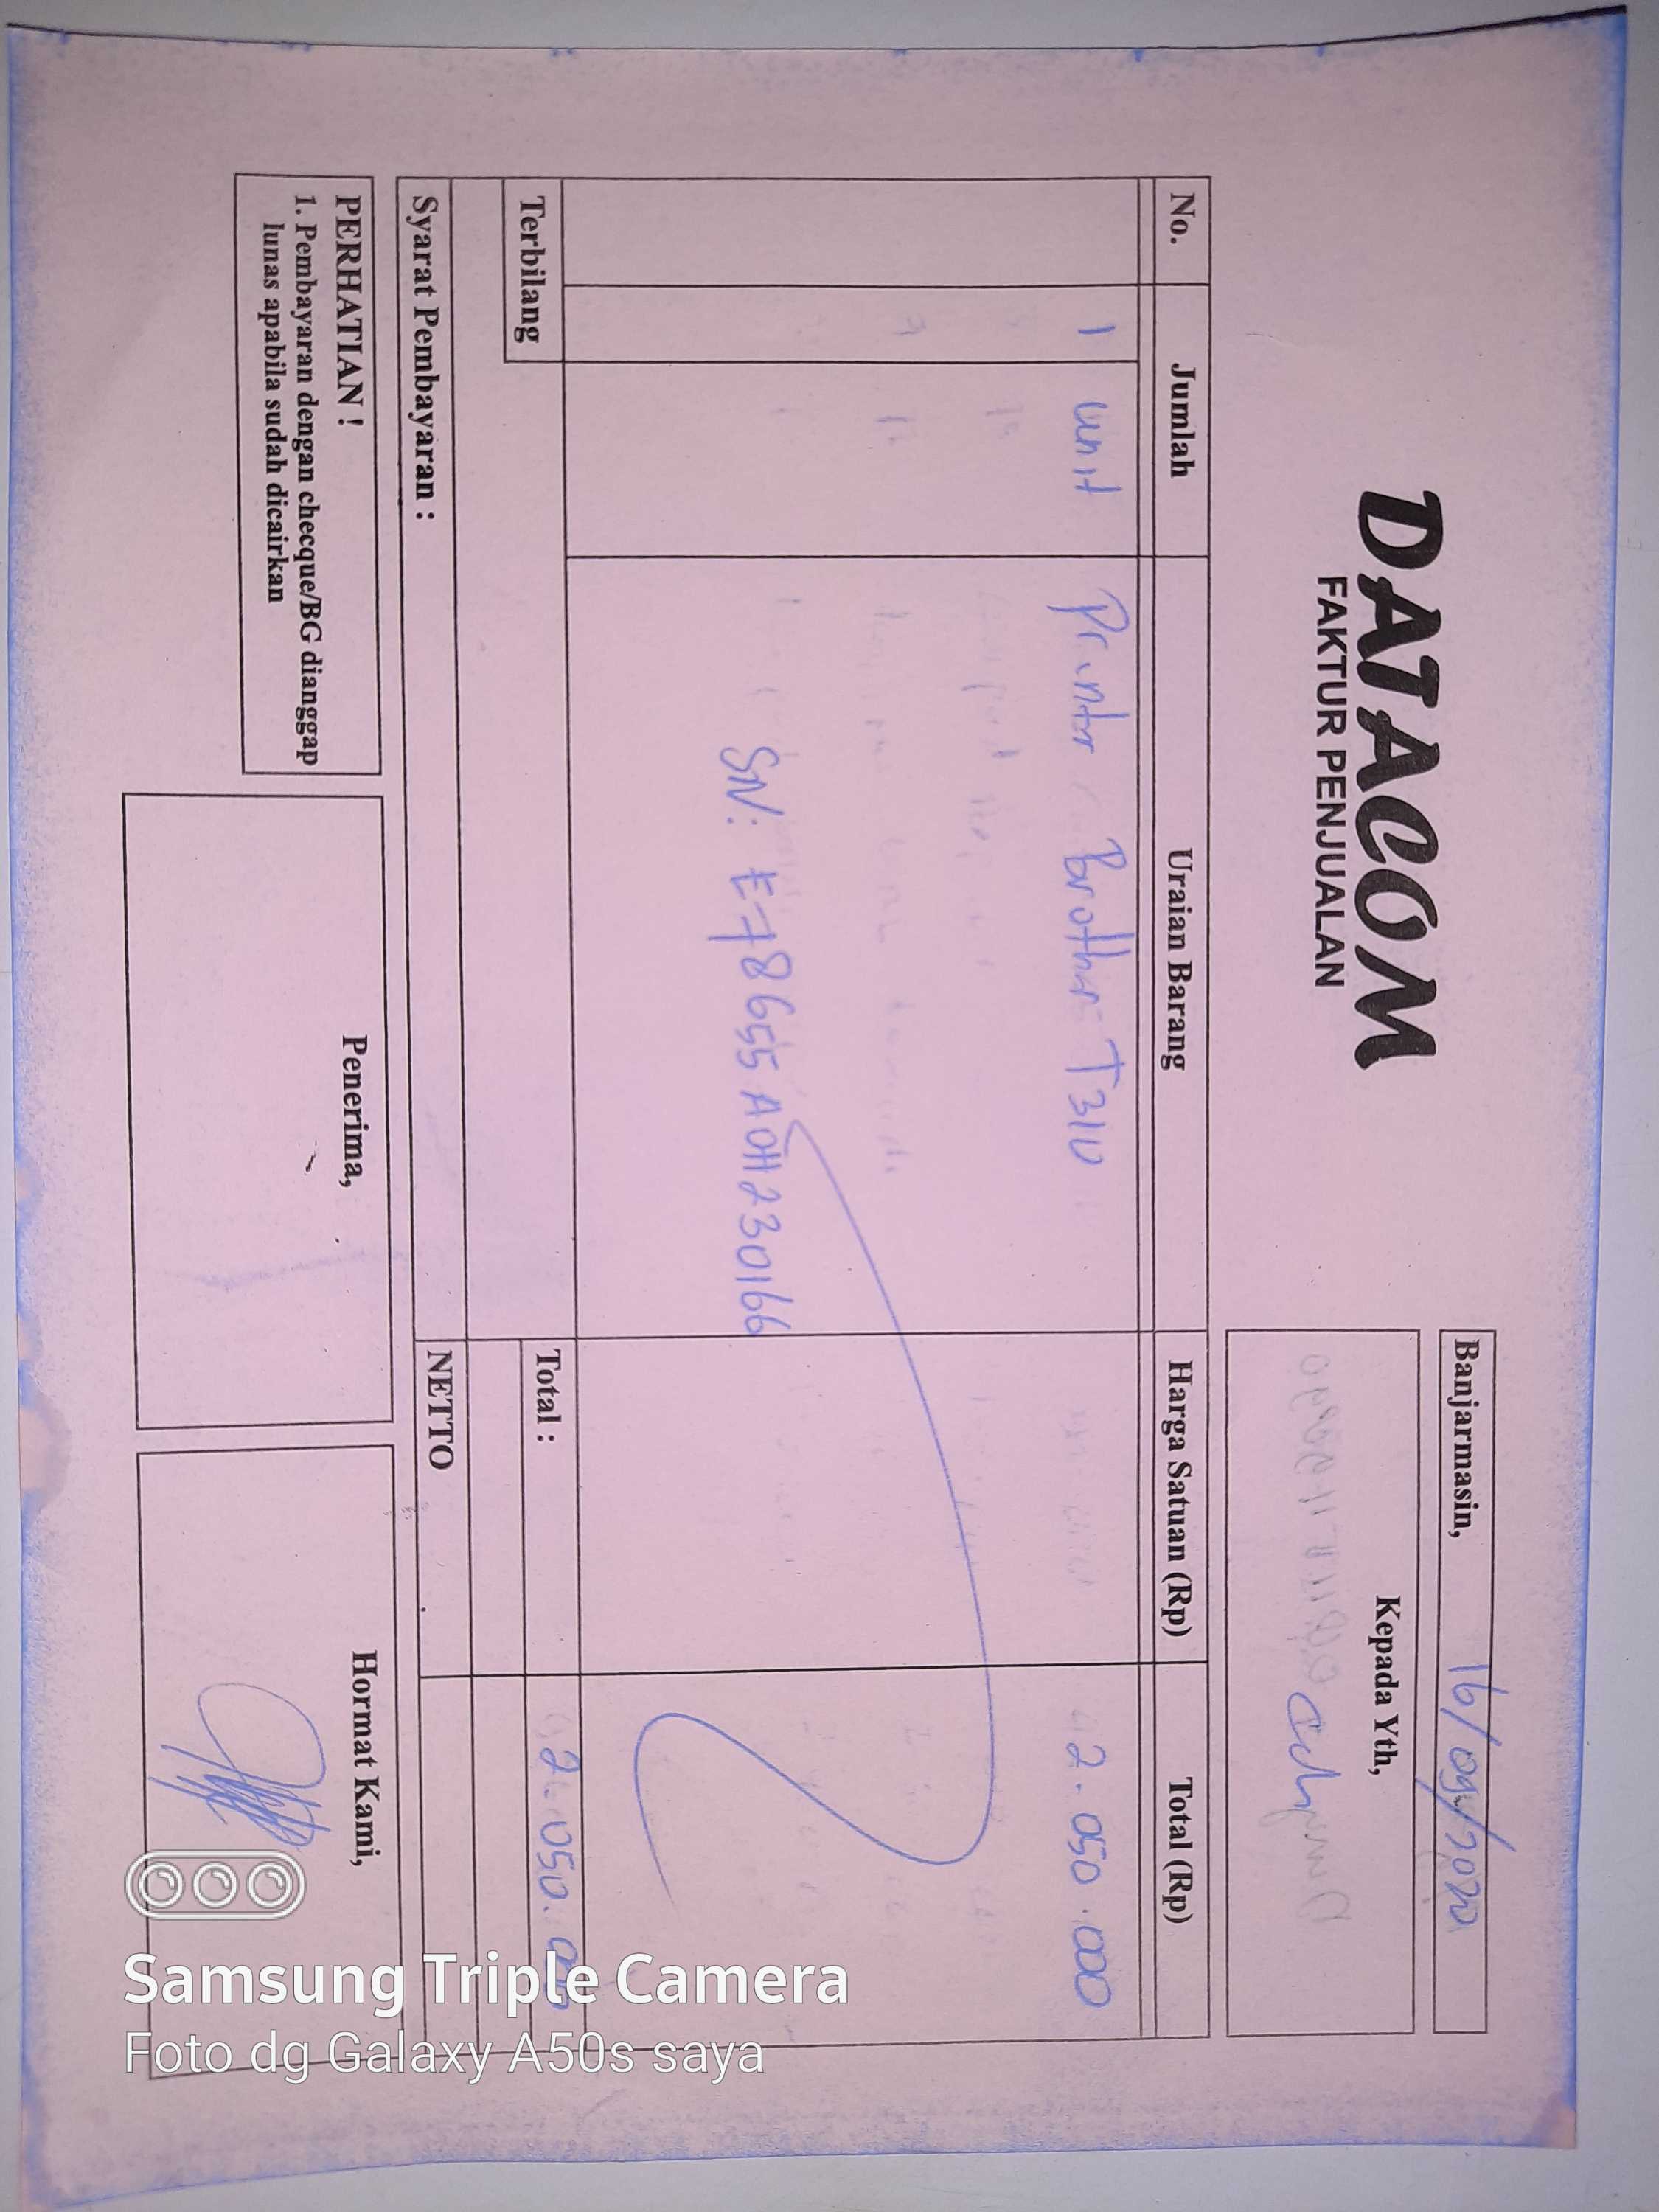 DATACOM
FAKTUR PENJUALAN
Banjarmasin, 16/09/2020
Kepada Yth,
No. Jumlah Uraian Barang Harga Satuan (Rp) Total (Rp)
1 unit Printer Brother T310 2.050.000
SN: E78655A0H230166
Terbilang Total : 2.050.000
Syarat Pembayaran : NETTO
PERHATIAN !
1. Pembayaran dengan checque/BG dianggap
lunas apabila sudah dicairkan
Penerima,
Hormat Kami,
Samsung Triple Camera
Foto dg Galaxy A50s saya